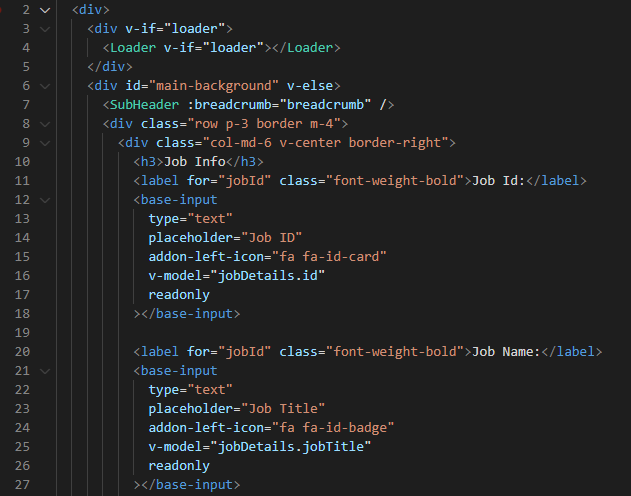 2 <div>
3 <div v-if="loader">
4 <Loader v-if="loader"></Loader>
5 </div>
6 <div id="main-background" v-else>
7 <SubHeader :breadcrumb="breadcrumb" />
8 <div class="row p-3 border m-4">
9 <div class="col-md-6 v-center border-right">
10 <h3>Job Info</h3>
11 <label for="jobId" class="font-weight-bold">Job Id:</label>
12 <base-input
13 type="text"
14 placeholder="Job ID"
15 addon-left-icon="fa fa-id-card"
16 v-model="jobDetails.id"
17 readonly
18 ></base-input>
19
20 <label for="jobId" class="font-weight-bold">Job Name:</label>
21 <base-input
22 type="text"
23 placeholder="Job Title"
24 addon-left-icon="fa fa-id-badge"
25 v-model="jobDetails.jobTitle"
26 readonly
27 ></base-input>